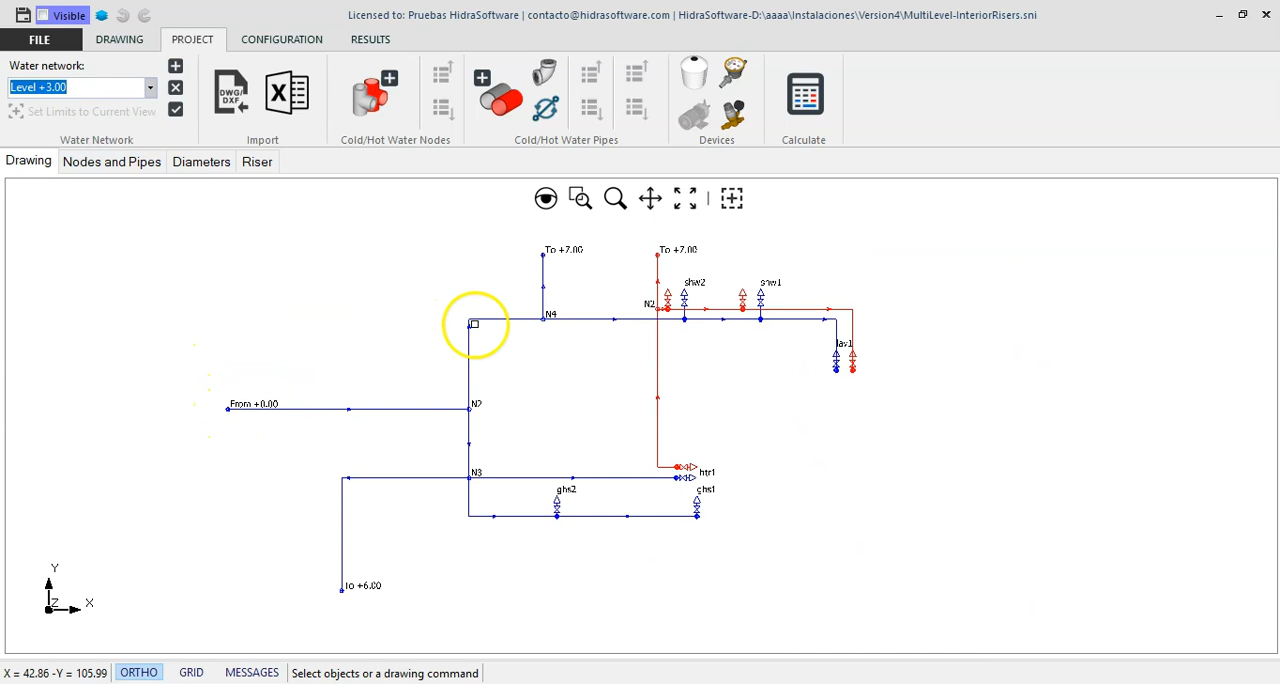 Visible
Licensed to: Pruebas HidraSoftware | contacto@hidrasoftware.com | HidraSoftware-D:\aaaa\Instalaciones\Version4\MultiLevel-InteriorRisers.sni
FILE DRAWING PROJECT CONFIGURATION RESULTS
Water network:
Level +3.00
Set Limits to Current View
DWG/
DXF
Water Network Import Cold/Hot Water Nodes Cold/Hot Water Pipes Devices Calculate
Drawing Nodes and Pipes Diameters Riser
To +7.00 To +7.00
shw2 shw1
N2
N4
lav1
From +0.00 N2
N3 htr1
ghs2 ghs1
To +6.00
Y
Z X
X = 42.86 -Y = 105.99 ORTHO GRID MESSAGES Select objects or a drawing command